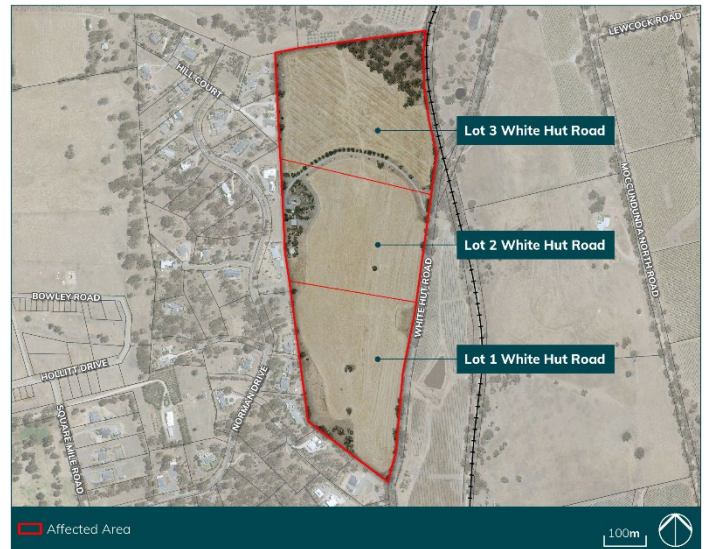 LEWCOCK ROAD
HILL COURT
Lot 3 White Hut Road
MOCCUNDUNDA NORTH ROAD
Lot 2 White Hut Road
WHITE HUT ROAD
BOWLEY ROAD
Lot 1 White Hut Road
HOLLITT DRIVE
NORMAN DRIVE
SQUARE MILE ROAD
Affected Area
100m